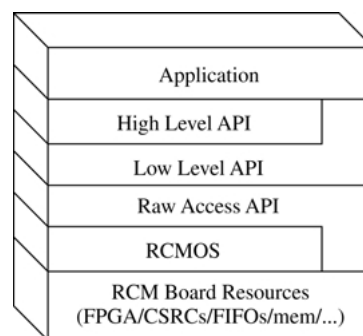 Application
High Level API
Low Level API
Raw Access API
RCMOS
RCM Board Resources
(FPGA/CSRCs/FIFOs/mem/...)